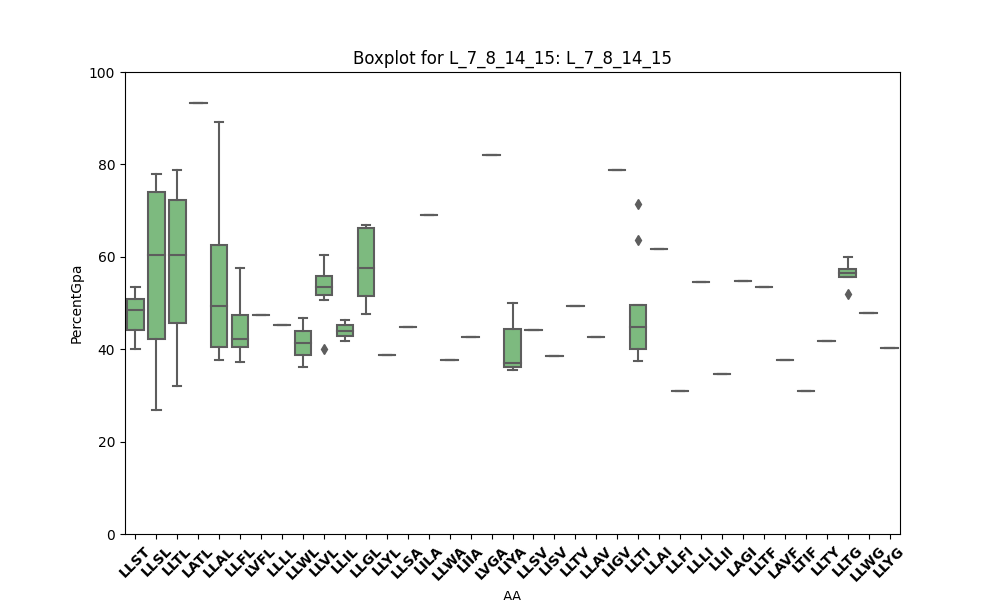 Boxplot for L_7_8_14_15: L_7_8_14_15
PercentGpa
100
80
60
40
20
0
LLST
LLSL
LLTL
LATL
LLAL
LLFL
LVFL
LLLL
LLWL
LLVL
LLIL
LLGL
LLYL
LLSA
LILA
LLWA
LIIA
LVGA
LIYA
LLSV
LISV
LLTV
LLAV
LIGV
LLTI
LLAI
LLFI
LLLI
LLII
LAGI
LLTF
LAVF
LTIF
LLTY
LLTG
LLWG
LLYG
AA